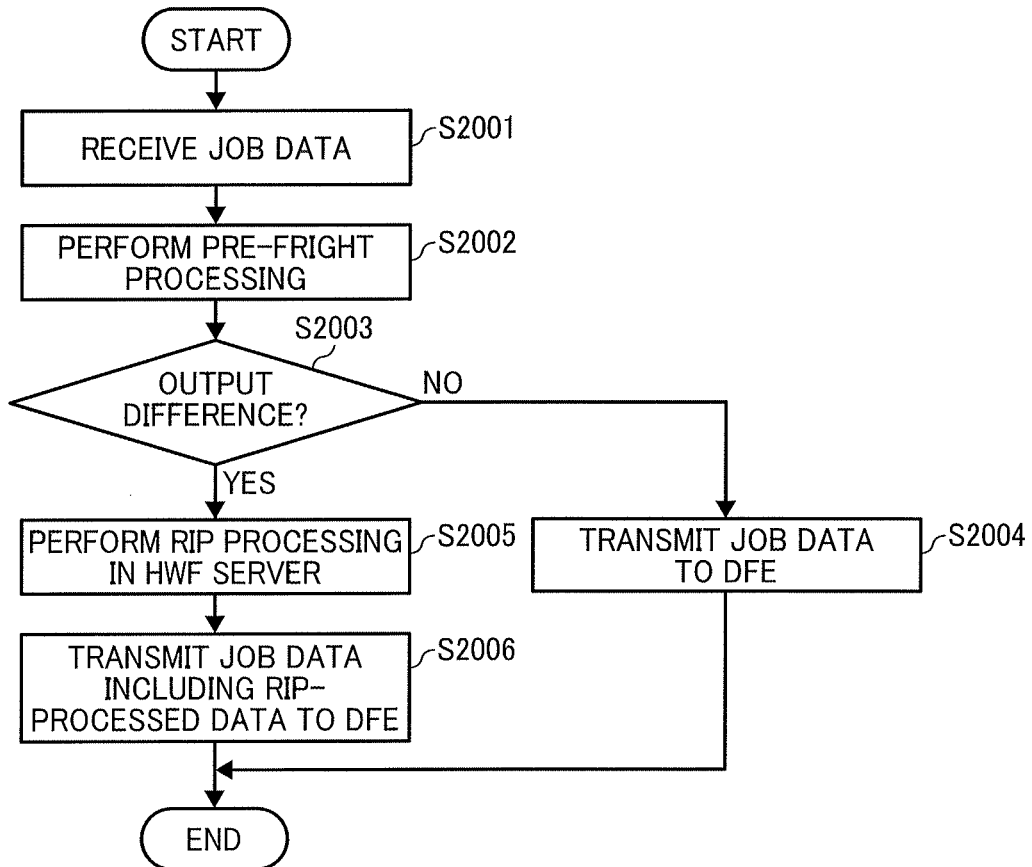 START
RECEIVE JOB DATA
S2001
PERFORM PRE-FRIGHT
PROCESSING
S2002
S2003
OUTPUT
DIFFERENCE?
NO
YES
PERFORM RIP PROCESSING
IN HWF SERVER
S2005
TRANSMIT JOB DATA
TO DFE
S2004
TRANSMIT JOB DATA
INCLUDING RIP-
PROCESSED DATA TO DFE
S2006
END